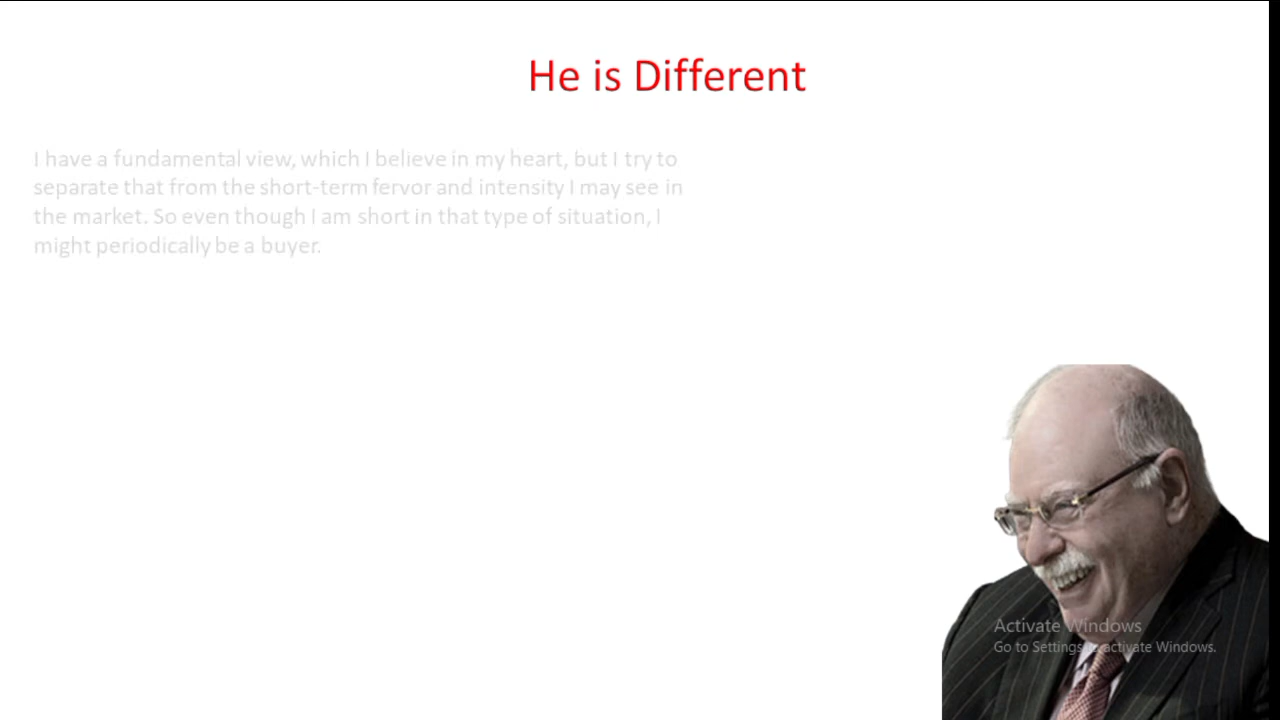 He is Different
I have a fundamental view, which I believe in my heart, but I try to
separate that from the short-term fervor and intensity I may see in
the market. So even though I am short in that type of situation, I
might periodically be a buyer.
Activate Windows
Go to Settings to activate Windows.